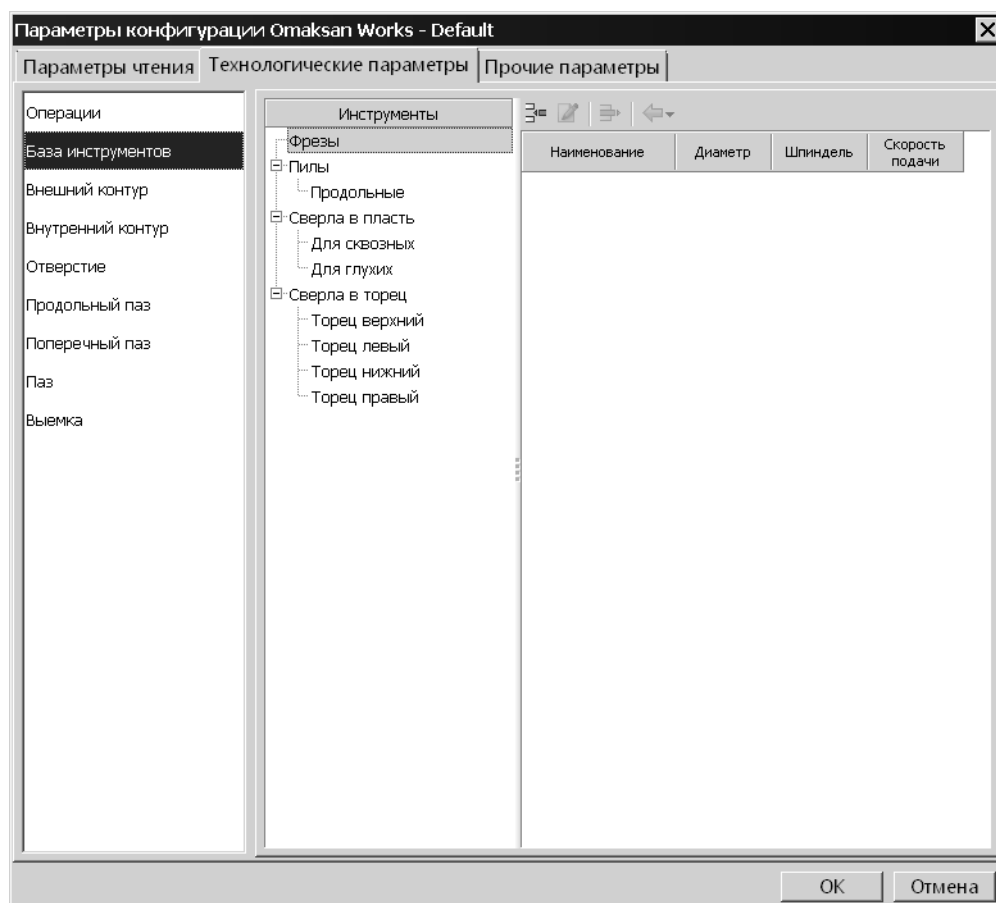 Параметры конфигурации Omaksan Works - Default
Параметры чтения
Технологические параметры
Прочие параметры
Операции
База инструментов
Внешний контур
Внутренний контур
Отверстие
Продольный паз
Поперечный паз
Паз
Выемка
Инструменты
Фрезы
Пилы
Продольные
Сверла в пласть
Для сквозных
Для глухих
Сверла в торец
Торец верхний
Торец левый
Торец нижний
Торец правый
Наименование
Диаметр
Шпиндель
Скорость
подачи
OK
Отмена